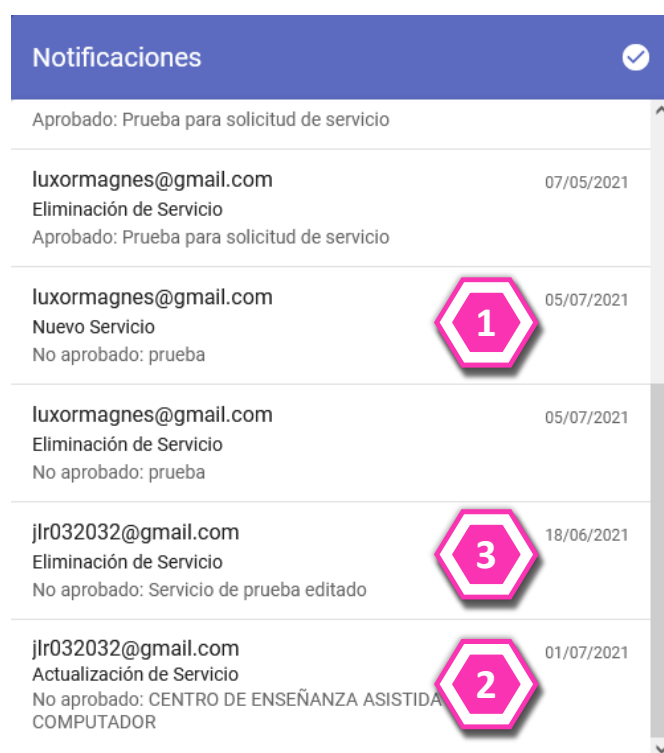 Notificaciones
Aprobado: Prueba para solicitud de servicio
luxormagnes@gmail.com 07/05/2021
Eliminación de Servicio
Aprobado: Prueba para solicitud de servicio
luxormagnes@gmail.com 05/07/2021
1
Nuevo Servicio
No aprobado: prueba
luxormagnes@gmail.com 05/07/2021
Eliminación de Servicio
No aprobado: prueba
jlr032032@gmail.com 18/06/2021
3
Eliminación de Servicio
No aprobado: Servicio de prueba editado
jlr032032@gmail.com 01/07/2021
Actualización de Servicio
2
No aprobado: CENTRO DE ENSEÑANZA ASISTIDA
COMPUTADOR